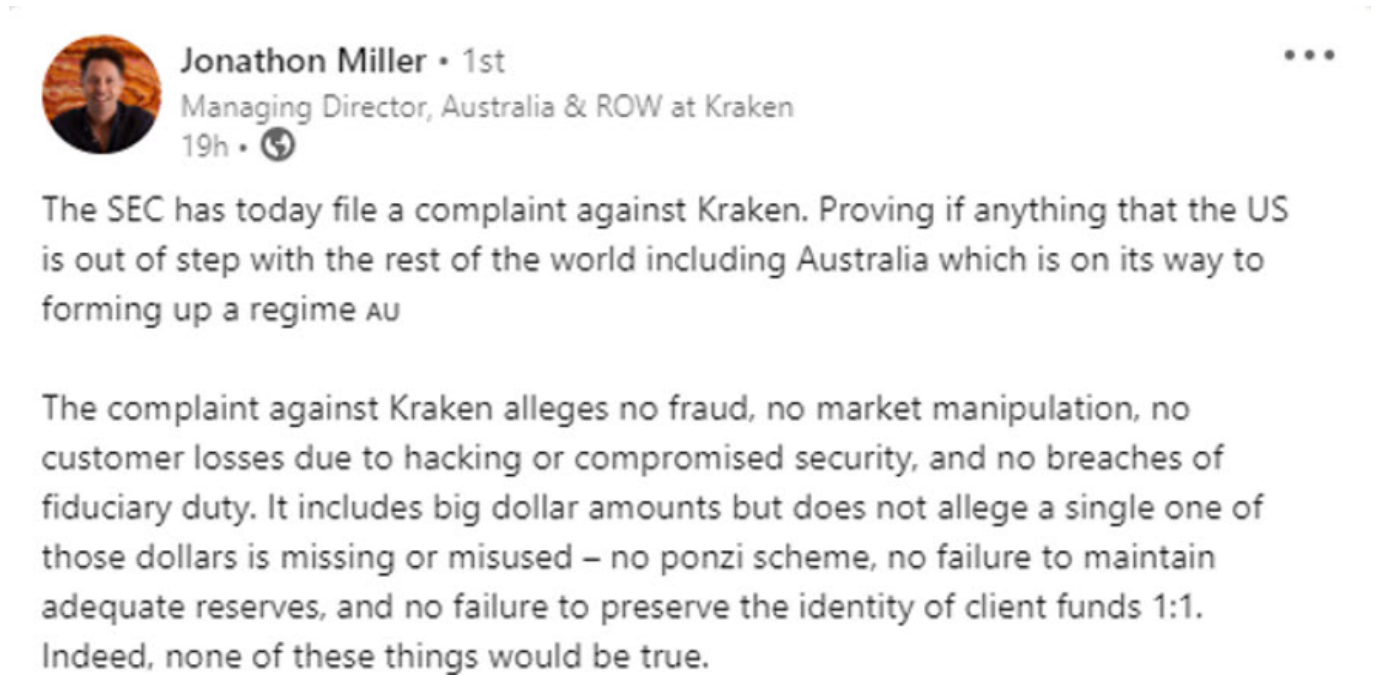 Jonathon Miller • 1st
Managing Director, Australia & ROW at Kraken
19h •
The SEC has today file a complaint against Kraken. Proving if anything that the US
is out of step with the rest of the world including Australia which is on its way to
forming up a regime AU
The complaint against Kraken alleges no fraud, no market manipulation, no
customer losses due to hacking or compromised security, and no breaches of
fiduciary duty. It includes big dollar amounts but does not allege a single one of
those dollars is missing or misused – no ponzi scheme, no failure to maintain
adequate reserves, and no failure to preserve the identity of client funds 1:1.
Indeed, none of these things would be true.